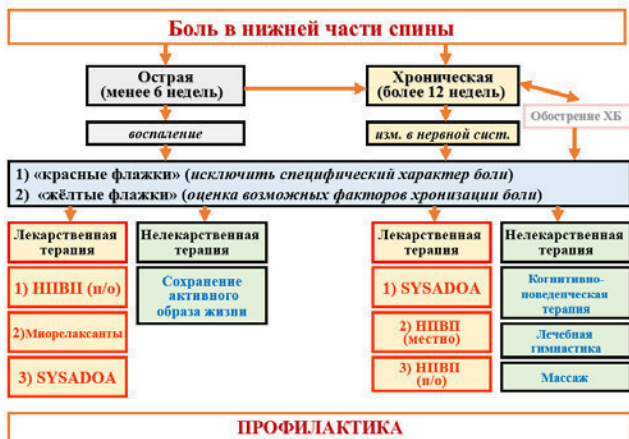 Боль в нижней части спины
Острая
(менее 6 недель)
Хроническая
(более 12 недель)
Обострение ХБ
воспаление
изм. в нервной сист.
1) «красные флажки» (исключить специфический характер боли)
2) «жёлтые флажки» (оценка возможных факторов хронизации боли)
Лекарственная
терапия
1) НПВП (п/о)
2)Миорелаксанты
3) SYSADOA
Нелекарственная
терапия
Сохранение
активного
образа жизни
Лекарственная
терапия
1) SYSADOA
2) НПВП
(местно)
3) НПВП
(п/о)
Нелекарственная
терапия
Когнитивно-
поведенческая
терапия
Лечебная
гимнастика
Массаж
ПРОФИЛАКТИКА